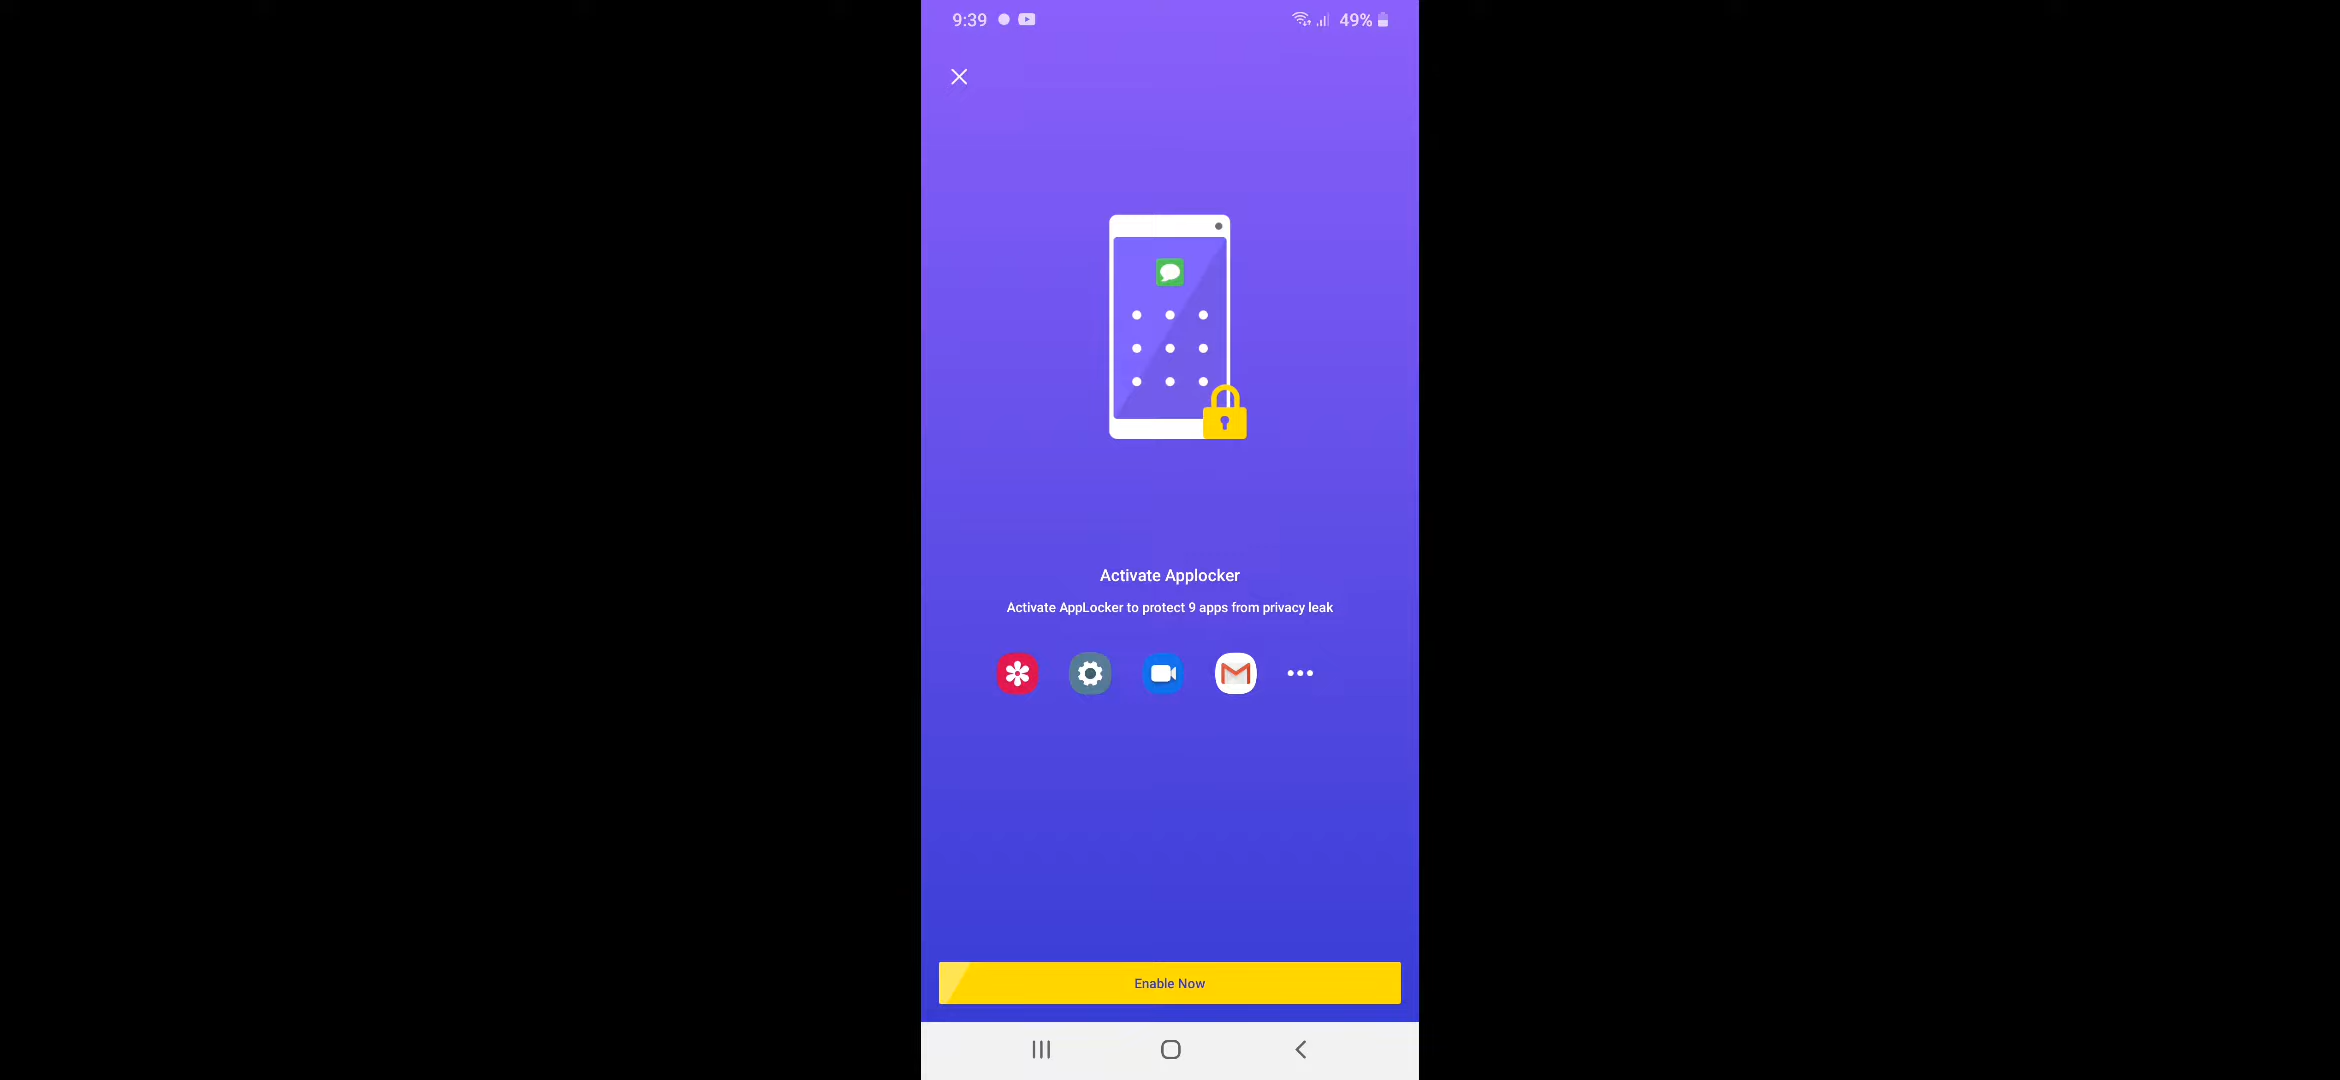 9:39
49%
Activate Applocker
Activate AppLocker to protect 9 apps from privacy leak
Enable Now